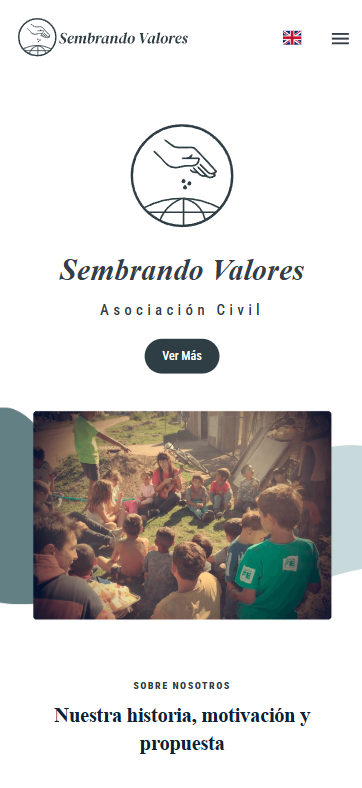 Sembrando Valores
Sembrando Valores
Asociación Civil
Ver Más
SOBRE NOSOTROS
Nuestra historia, motivación y
propuesta